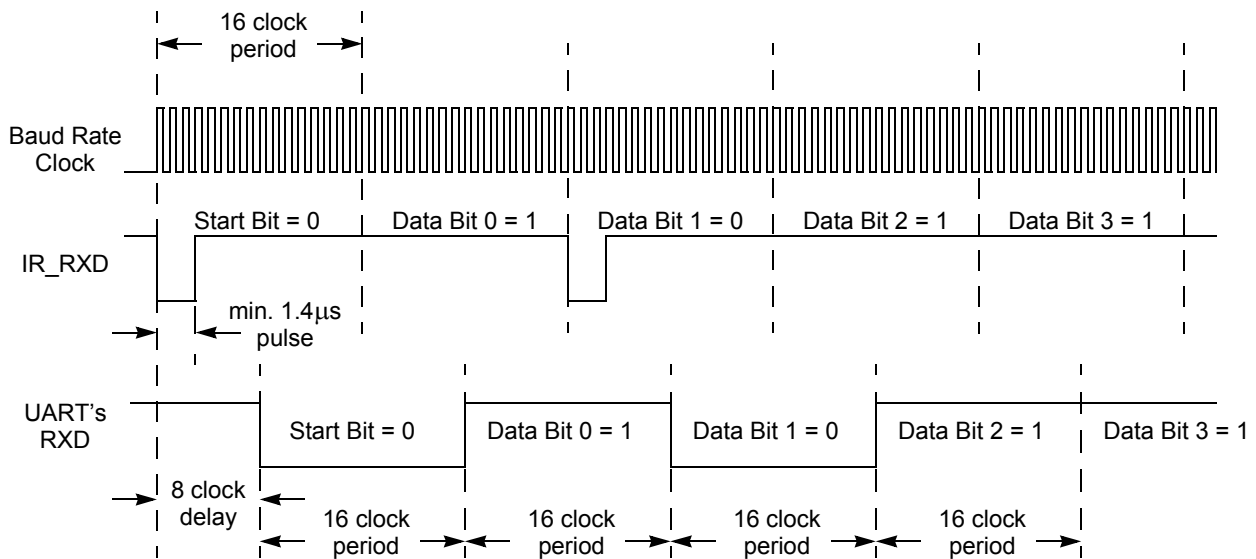 16 clock
period
Baud Rate
Clock
Start Bit = 0
Data Bit 0 = 1
Data Bit 1 = 0
Data Bit 2 = 1
Data Bit 3 = 1
IR_RXD
min. 1.4μs
pulse
UART's
RXD
Start Bit = 0
Data Bit 0 = 1
Data Bit 1 = 0
Data Bit 2 = 1
Data Bit 3 = 1
8 clock
delay
16 clock
period
16 clock
period
16 clock
period
16 clock
period